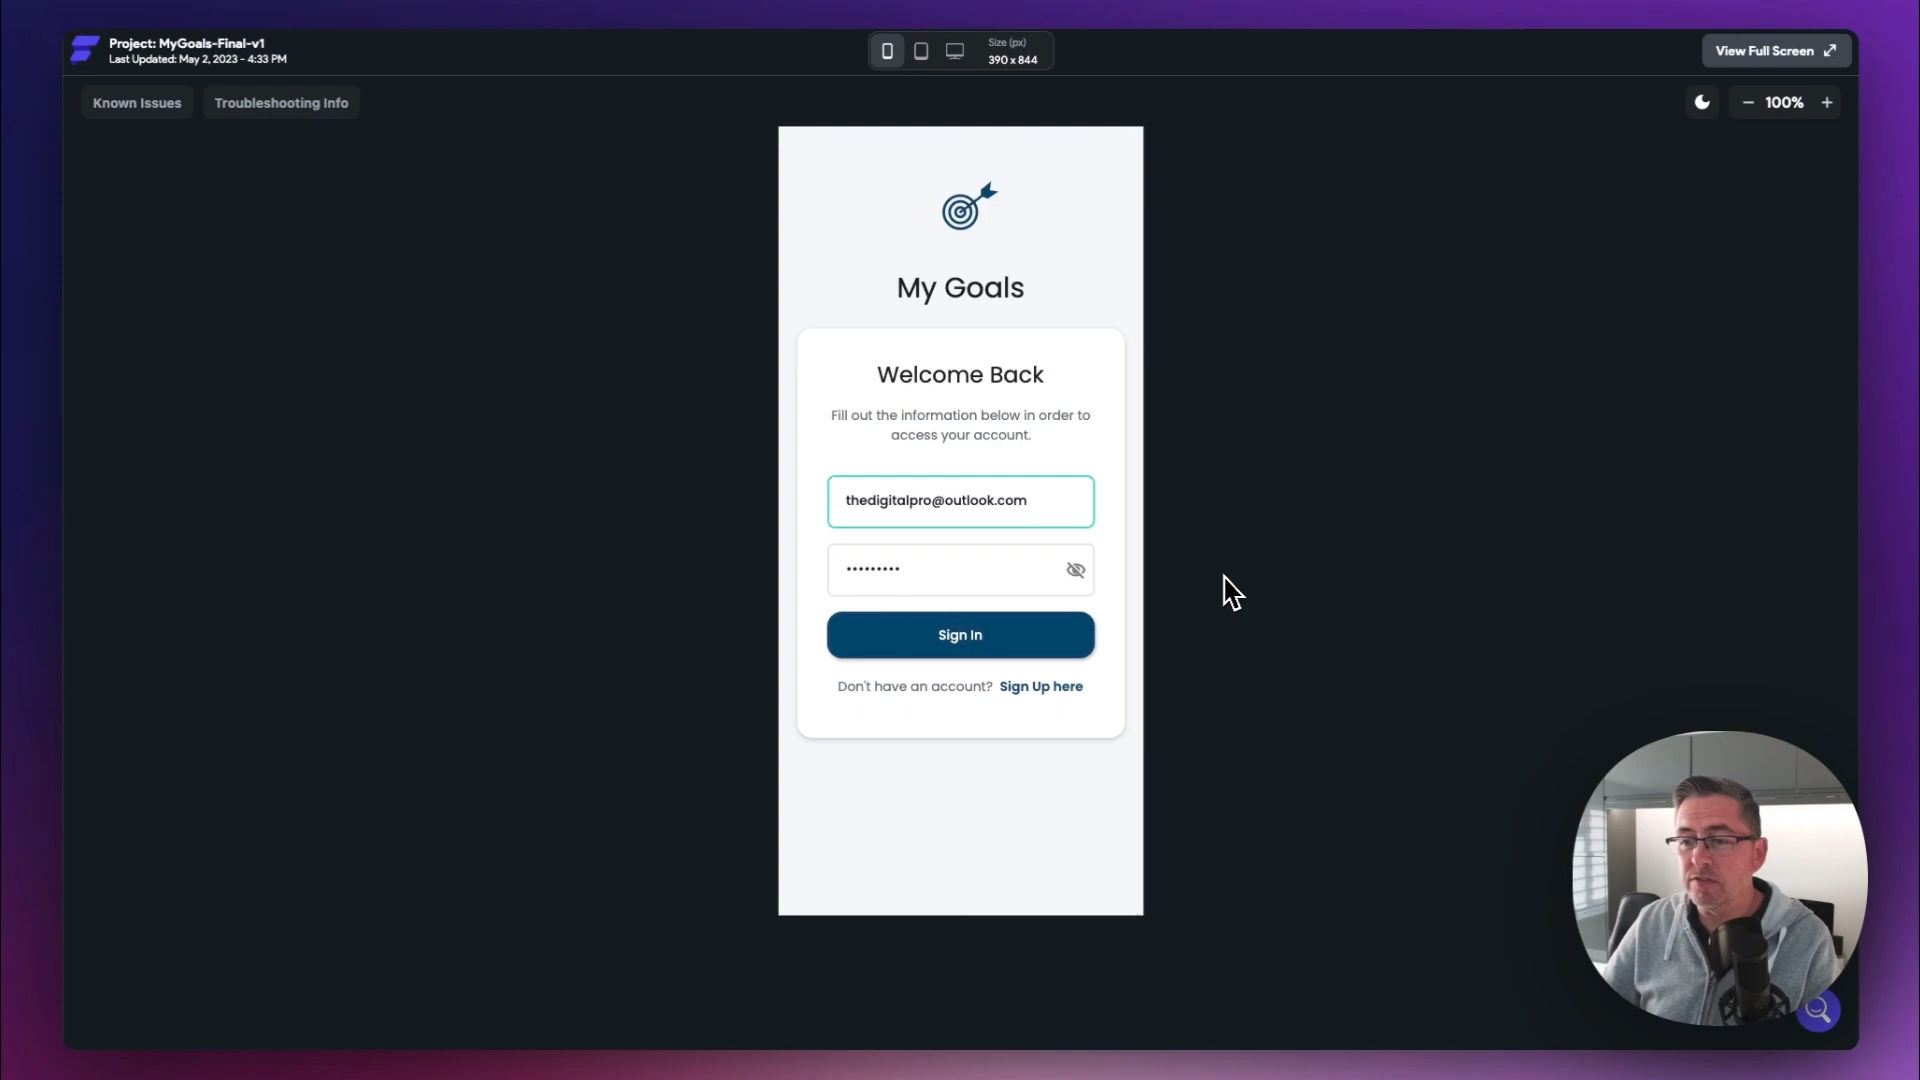 Project: MyGoals-Final-v1
Last Updated: May 2, 2023 - 4:33 PM
Size (px)
390 x 844
View Full Screen
Known Issues
Troubleshooting Info
100%
My Goals
Welcome Back
Fill out the information below in order to
access your account.
thedigitalpro@outlook.com
•••••••••
Sign In
Don't have an account? Sign Up here